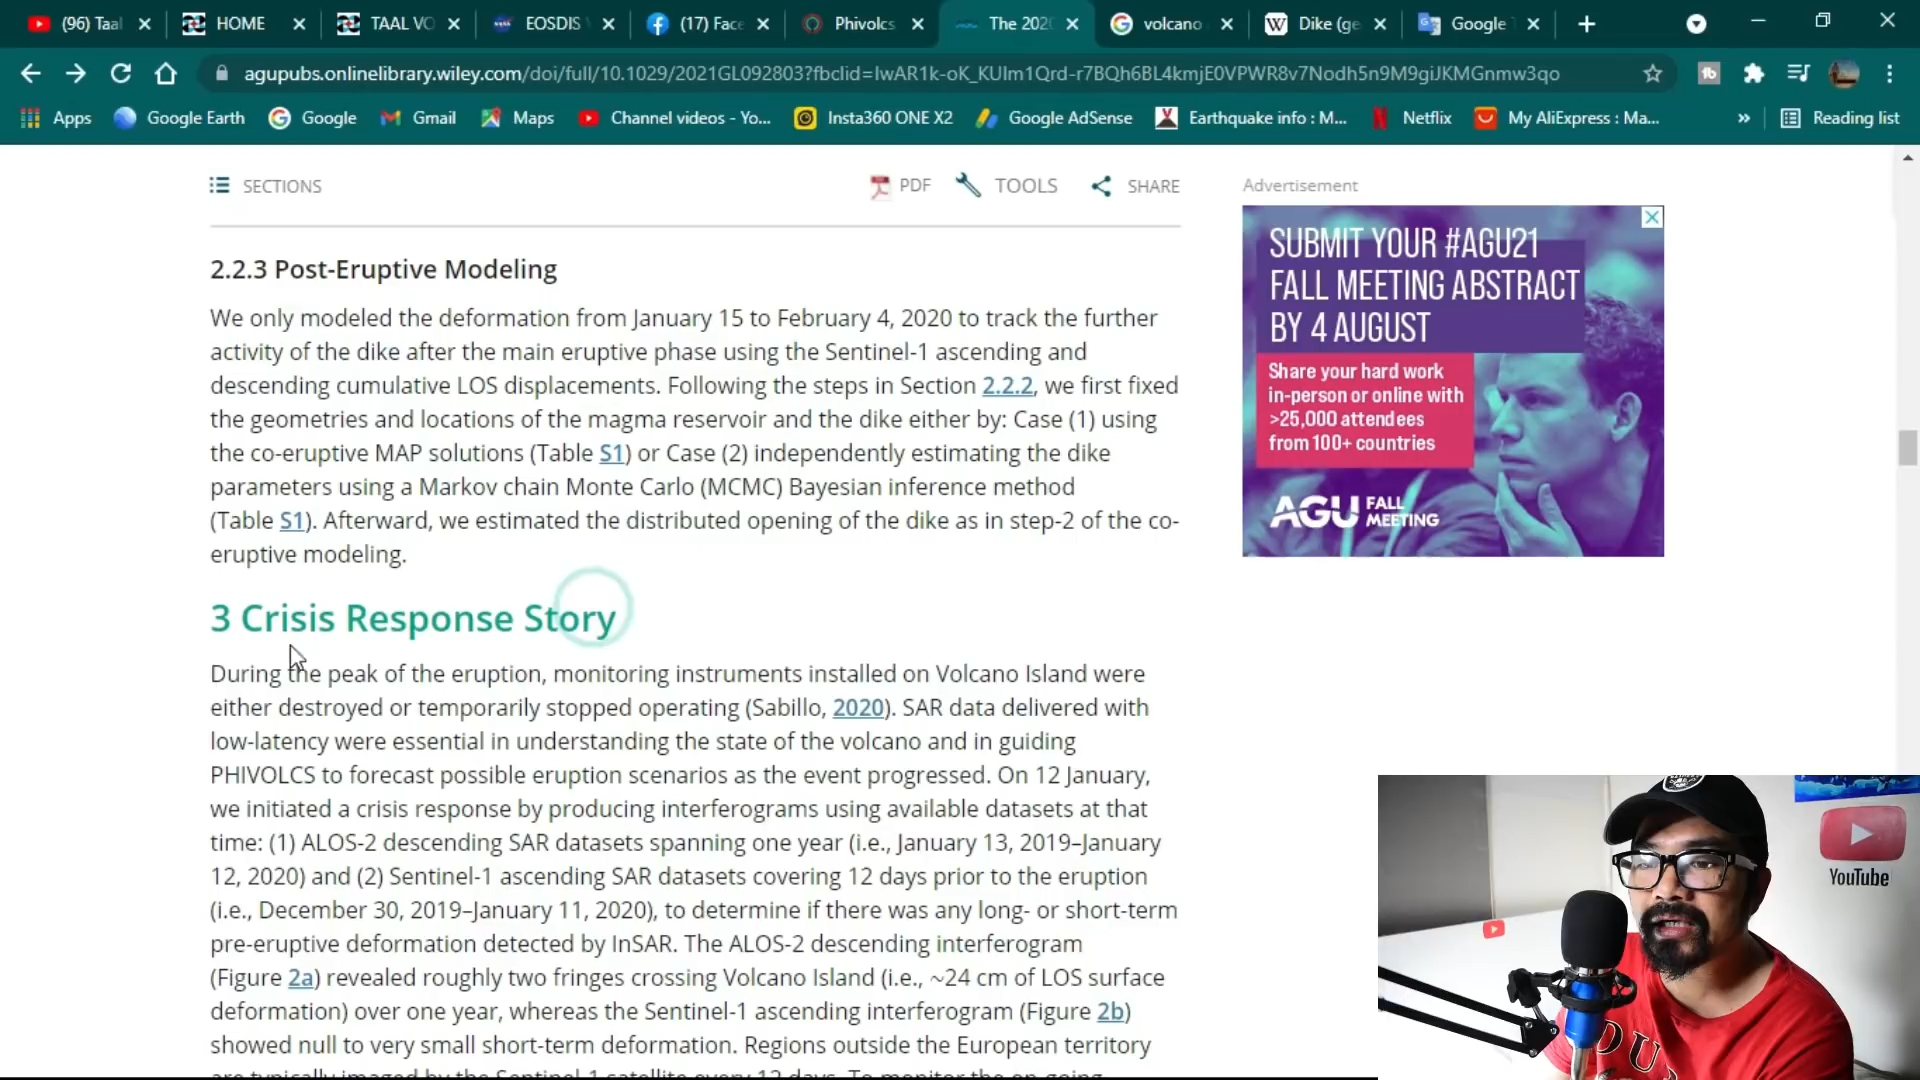 (96) Taal
HOME
TAAL VO
EOSDIS
(17) Face
Phivolcs
The 202
volcano
Dike (ge
Google
agupubs.onlinelibrary.wiley.com/doi/full/10.1029/2021GL092803?fbclid=IwAR1k-oK_KUIm1Qrd-r7BQh6BL4kmjE0VPWR8v7Nodh5n9M9giJKMGnmw3qo
Apps
Google Earth
Google
Gmail
Maps
Channel videos - Yo...
Insta360 ONE X2
Google AdSense
Earthquake info : M...
Netflix
My AliExpress : Ma...
»
Reading list
SECTIONS
PDF
TOOLS
SHARE
2.2.3 Post-Eruptive Modeling
We only modeled the deformation from January 15 to February 4, 2020 to track the further
activity of the dike after the main eruptive phase using the Sentinel-1 ascending and
descending cumulative LOS displacements. Following the steps in Section 2.2.2, we first fixed
the geometries and locations of the magma reservoir and the dike either by: Case (1) using
the co-eruptive MAP solutions (Table S1) or Case (2) independently estimating the dike
parameters using a Markov chain Monte Carlo (MCMC) Bayesian inference method
(Table S1). Afterward, we estimated the distributed opening of the dike as in step-2 of the co-
eruptive modeling.
3 Crisis Response Story
During the peak of the eruption, monitoring instruments installed on Volcano Island were
either destroyed or temporarily stopped operating (Sabillo, 2020). SAR data delivered with
low-latency were essential in understanding the state of the volcano and in guiding
PHIVOLCS to forecast possible eruption scenarios as the event progressed. On 12 January,
we initiated a crisis response by producing interferograms using available datasets at that
time: (1) ALOS-2 descending SAR datasets spanning one year (i.e., January 13, 2019–January
12, 2020) and (2) Sentinel-1 ascending SAR datasets covering 12 days prior to the eruption
(i.e., December 30, 2019–January 11, 2020), to determine if there was any long- or short-term
pre-eruptive deformation detected by InSAR. The ALOS-2 descending interferogram
(Figure 2a) revealed roughly two fringes crossing Volcano Island (i.e., ~24 cm of LOS surface
deformation) over one year, whereas the Sentinel-1 ascending interferogram (Figure 2b)
showed null to very small short-term deformation. Regions outside the European territory
are typically imaged by the Sentinel-1 satellite every 12 days. To monitor the on-going
Advertisement
SUBMIT YOUR #AGU21
FALL MEETING ABSTRACT
BY 4 AUGUST
Share your hard work
in-person or online with
>25,000 attendees
from 100+ countries
AGU FALL
MEETING
YouTube